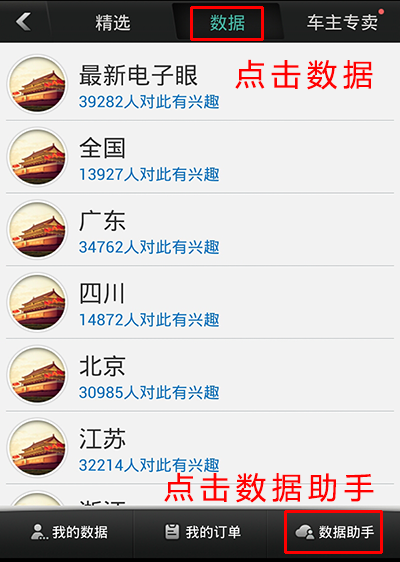 精选 数据 车主专卖
最新电子眼
点击数据
39282人对此有兴趣
全国
13927人对此有兴趣
广东
34762人对此有兴趣
四川
14872人对此有兴趣
北京
30985人对此有兴趣
江苏
32214人对此有兴趣
点击数据助手
浙江
我的数据 我的订单 数据助手